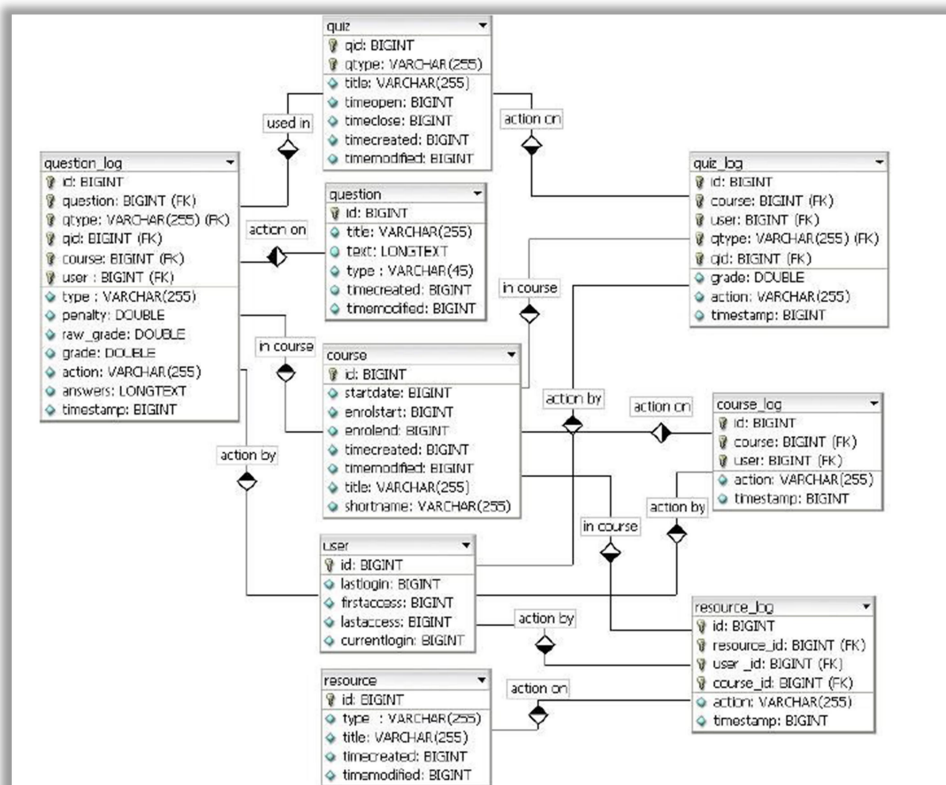 quiz
qid: BIGINT
qtype: VARCHAR(255)
title: VARCHAR(255)
timeopen: BIGINT
timeclose: BIGINT
timecreated: BIGINT
timemodified: BIGINT
used in
action on
question_log
id: BIGINT
question: BIGINT (FK)
qtype: VARCHAR(255) (FK)
qid: BIGINT (FK)
course: BIGINT (FK)
user : BIGINT (FK)
type : VARCHAR(255)
penalty: DOUBLE
raw_grade: DOUBLE
grade: DOUBLE
action: VARCHAR(255)
answers: LONGTEXT
timestamp: BIGINT
action on
question
id: BIGINT
title: VARCHAR(255)
text: LONGTEXT
type : VARCHAR(45)
timecreated: BIGINT
timemodified: BIGINT
quiz_log
id: BIGINT
course: BIGINT (FK)
user: BIGINT (FK)
qtype: VARCHAR(255) (FK)
qid: BIGINT (FK)
grade: DOUBLE
action: VARCHAR(255)
timestamp: BIGINT
in course
in course
course
id: BIGINT
startdate: BIGINT
enrolstart: BIGINT
enrolend: BIGINT
timecreated: BIGINT
timemodified: BIGINT
title: VARCHAR(255)
shortname: VARCHAR(255)
action by
action on
course_log
id: BIGINT
course: BIGINT (FK)
user: BIGINT (FK)
action: VARCHAR(255)
timestamp: BIGINT
action by
action by
in course
user
id: BIGINT
lastlogin: BIGINT
firstaccess: BIGINT
lastaccess: BIGINT
currentlogin: BIGINT
action by
resource_log
id: BIGINT
resource_id: BIGINT (FK)
user _id: BIGINT (FK)
course_id: BIGINT (FK)
action: VARCHAR(255)
timestamp: BIGINT
resource
id: BIGINT
type : VARCHAR(255)
title: VARCHAR(255)
timecreated: BIGINT
timemodified: BIGINT
action on